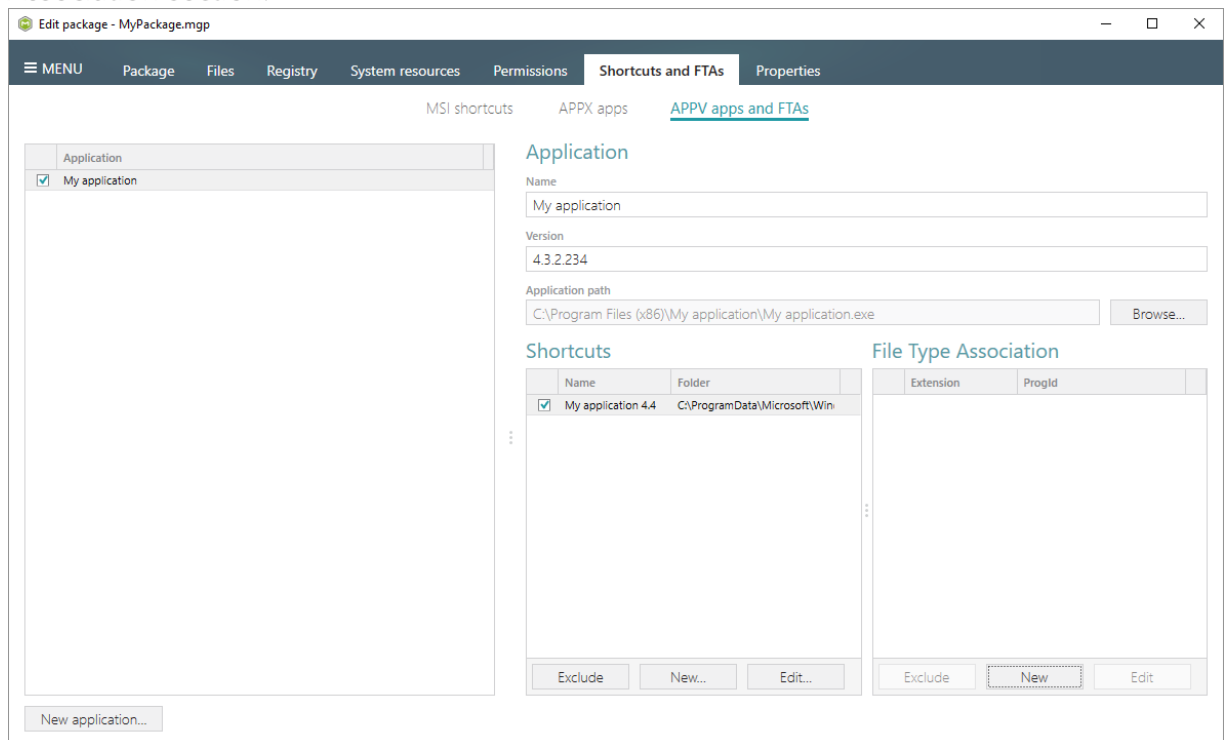 Edit package - MyPackage.mgp
MENU Package Files Registry System resources Permissions Shortcuts and FTAs Properties
MSI shortcuts APPX apps APPV apps and FTAs
Application
My application
Application
Name
My application
Version
4.3.2.234
Application path
C:\Program Files (x86)\My application\My application.exe Browse...
Shortcuts
Name Folder
My application 4.4 C:\ProgramData\Microsoft\Win
Exclude New... Edit...
File Type Association
Extension ProgId
Exclude New Edit
New application...